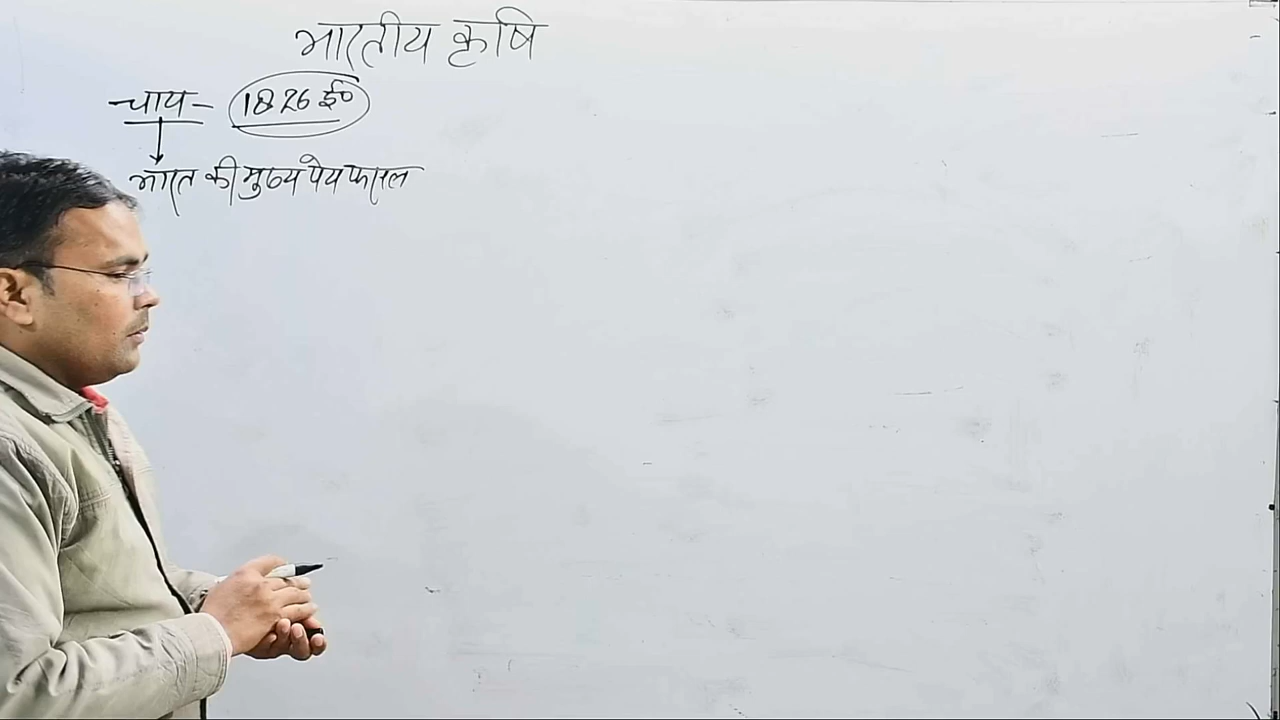 भारतीय कृषि
चाय - 1826 ई०
भारत की मुख्य पेय फसल